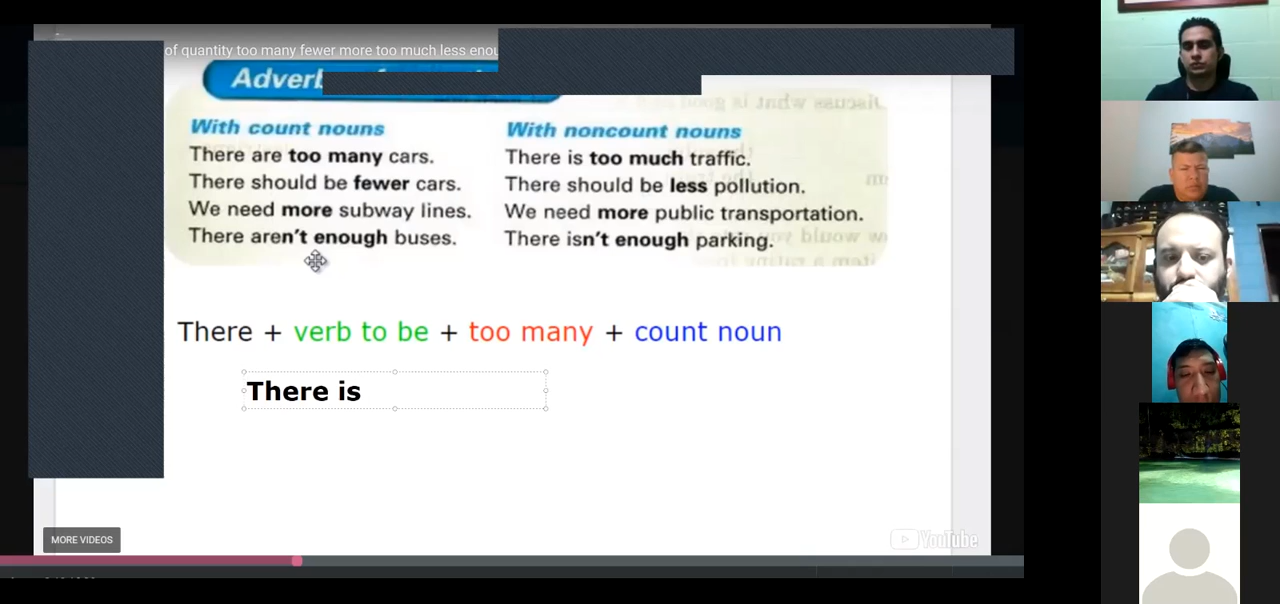 of quantity too many fewer more too much less enou
Adverb
With count nouns
There are too many cars.
There should be fewer cars.
We need more subway lines.
There aren't enough buses.
With noncount nouns
There is too much traffic.
There should be less pollution.
We need more public transportation.
There isn't enough parking.
There + verb to be + too many + count noun
There is
MORE VIDEOS
YouTube